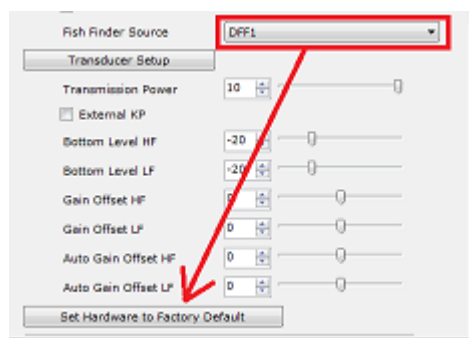 Fish Finder Source DFF1
Transducer Setup
Transmission Power 10
External KP
Bottom Level HF -20
Bottom Level LF -20
Gain Offset HF 0
Gain Offset LF 0
Auto Gain Offset HF 0
Auto Gain Offset LF 0
Set Hardware to Factory Default